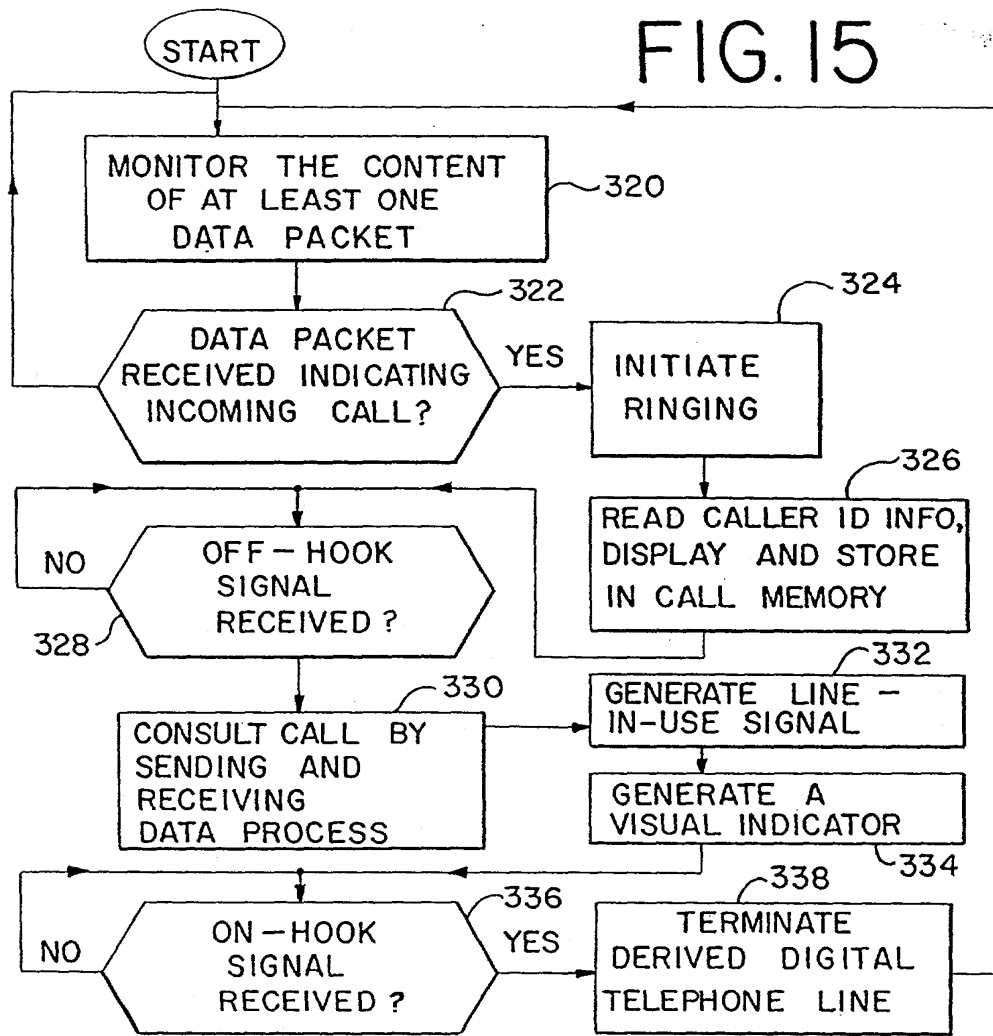 FIG. 15
START
MONITOR THE CONTENT
OF AT LEAST ONE
DATA PACKET
320
322
DATA PACKET
RECEIVED INDICATING
INCOMING CALL?
YES
324
INITIATE
RINGING
326
READ CALLER ID INFO,
DISPLAY AND STORE
IN CALL MEMORY
NO
OFF-HOOK
SIGNAL
RECEIVED?
328
330
CONSULT CALL BY
SENDING AND
RECEIVING
DATA PROCESS
332
GENERATE LINE-
IN-USE SIGNAL
GENERATE A
VISUAL INDICATOR
334
336
NO
ON-HOOK
SIGNAL
RECEIVED?
YES
338
TERMINATE
DERIVED DIGITAL
TELEPHONE LINE